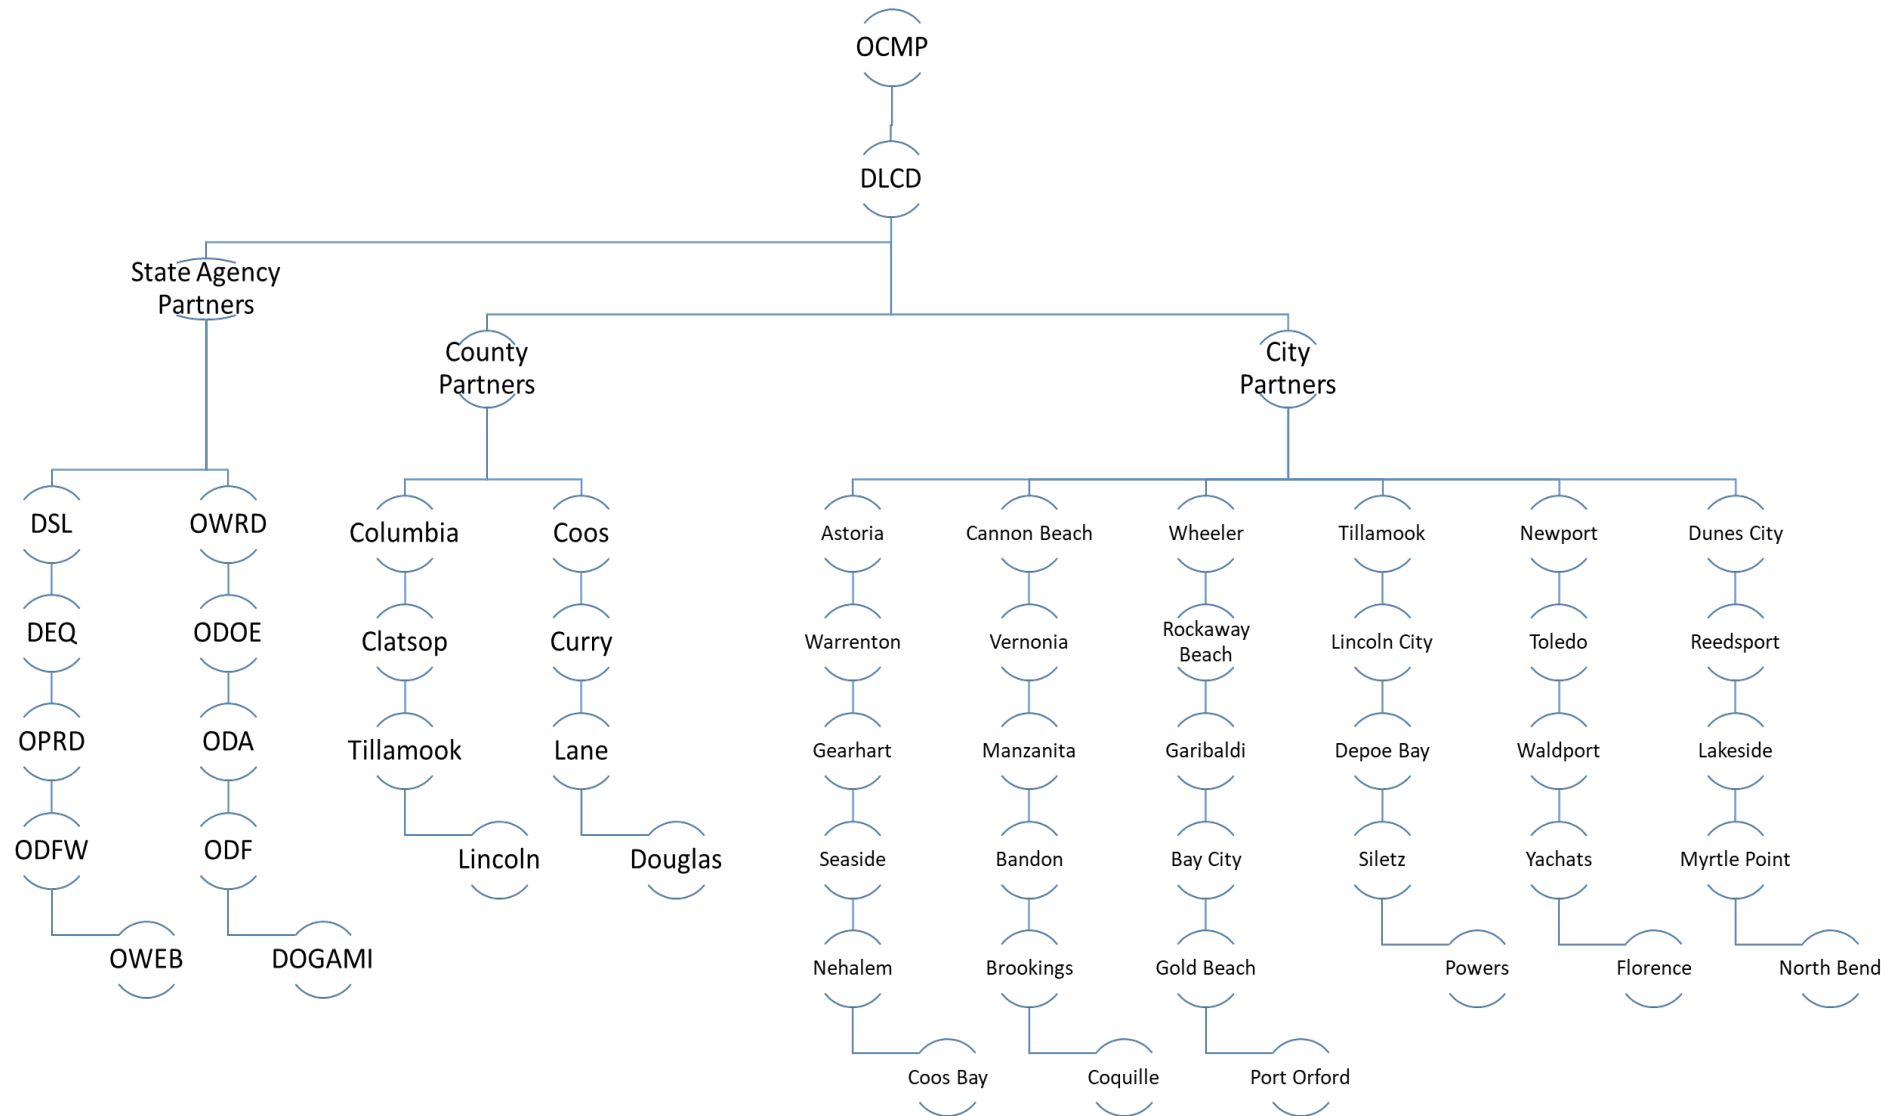 OCMP
DLCD
State Agency
Partners
County
Partners
City
Partners
DSL
DEQ
OPRD
ODFW
OWEB
OWRD
ODOE
ODA
ODF
DOGAMI
Columbia
Clatsop
Tillamook
Lincoln
Coos
Curry
Lane
Douglas
Astoria
Warrenton
Gearhart
Seaside
Nehalem
Coos Bay
Cannon Beach
Vernonia
Manzanita
Bandon
Brookings
Coquille
Wheeler
Rockaway
Beach
Garibaldi
Bay City
Gold Beach
Port Orford
Tillamook
Lincoln City
Depoe Bay
Siletz
Powers
Newport
Toledo
Waldport
Yachats
Florence
Dunes City
Reedsport
Lakeside
Myrtle Point
North Bend